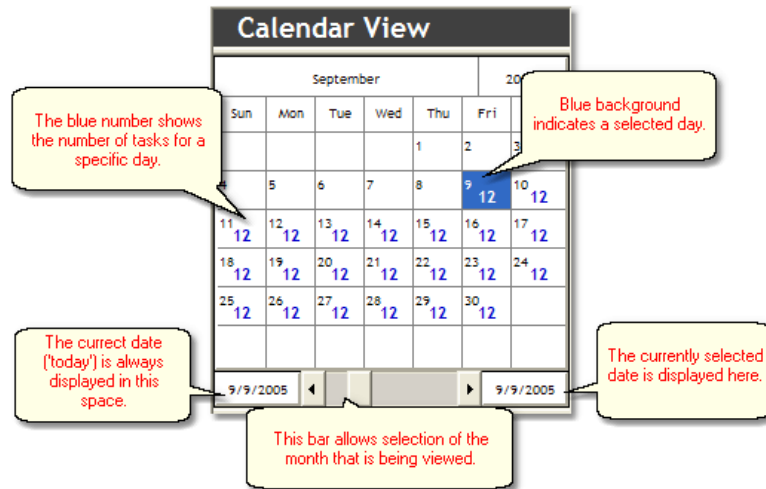 Calendar View
September 20
Sun Mon Tue Wed Thu Fri
1 2 3
4 5 6 7 8 9 12 10 12
11 12 12 12 13 12 14 12 15 12 16 12 17 12
18 12 19 12 20 12 21 12 22 12 23 12 24 12
25 12 26 12 27 12 28 12 29 12 30 12
9/9/2005 9/9/2005
The blue number shows
the number of tasks for a
specific day.
Blue background
indicates a selected day.
The currect date
('today') is always
displayed in this
space.
The currently selected
date is displayed here.
This bar allows selection of the
month that is being viewed.